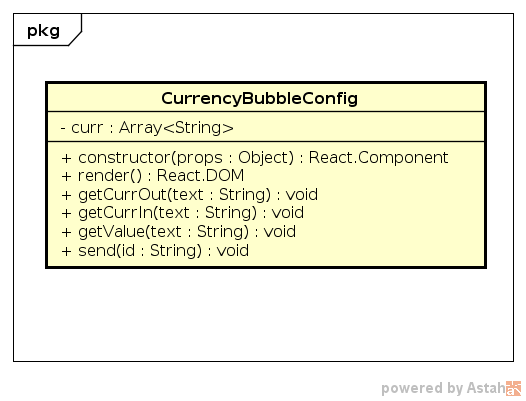 pkg
CurrencyBubbleConfig
- curr : Array<String>
+ constructor(props : Object) : React.Component
+ render() : React.DOM
+ getCurrOut(text : String) : void
+ getCurrIn(text : String) : void
+ getValue(text : String) : void
+ send(id : String) : void
powered by Astah